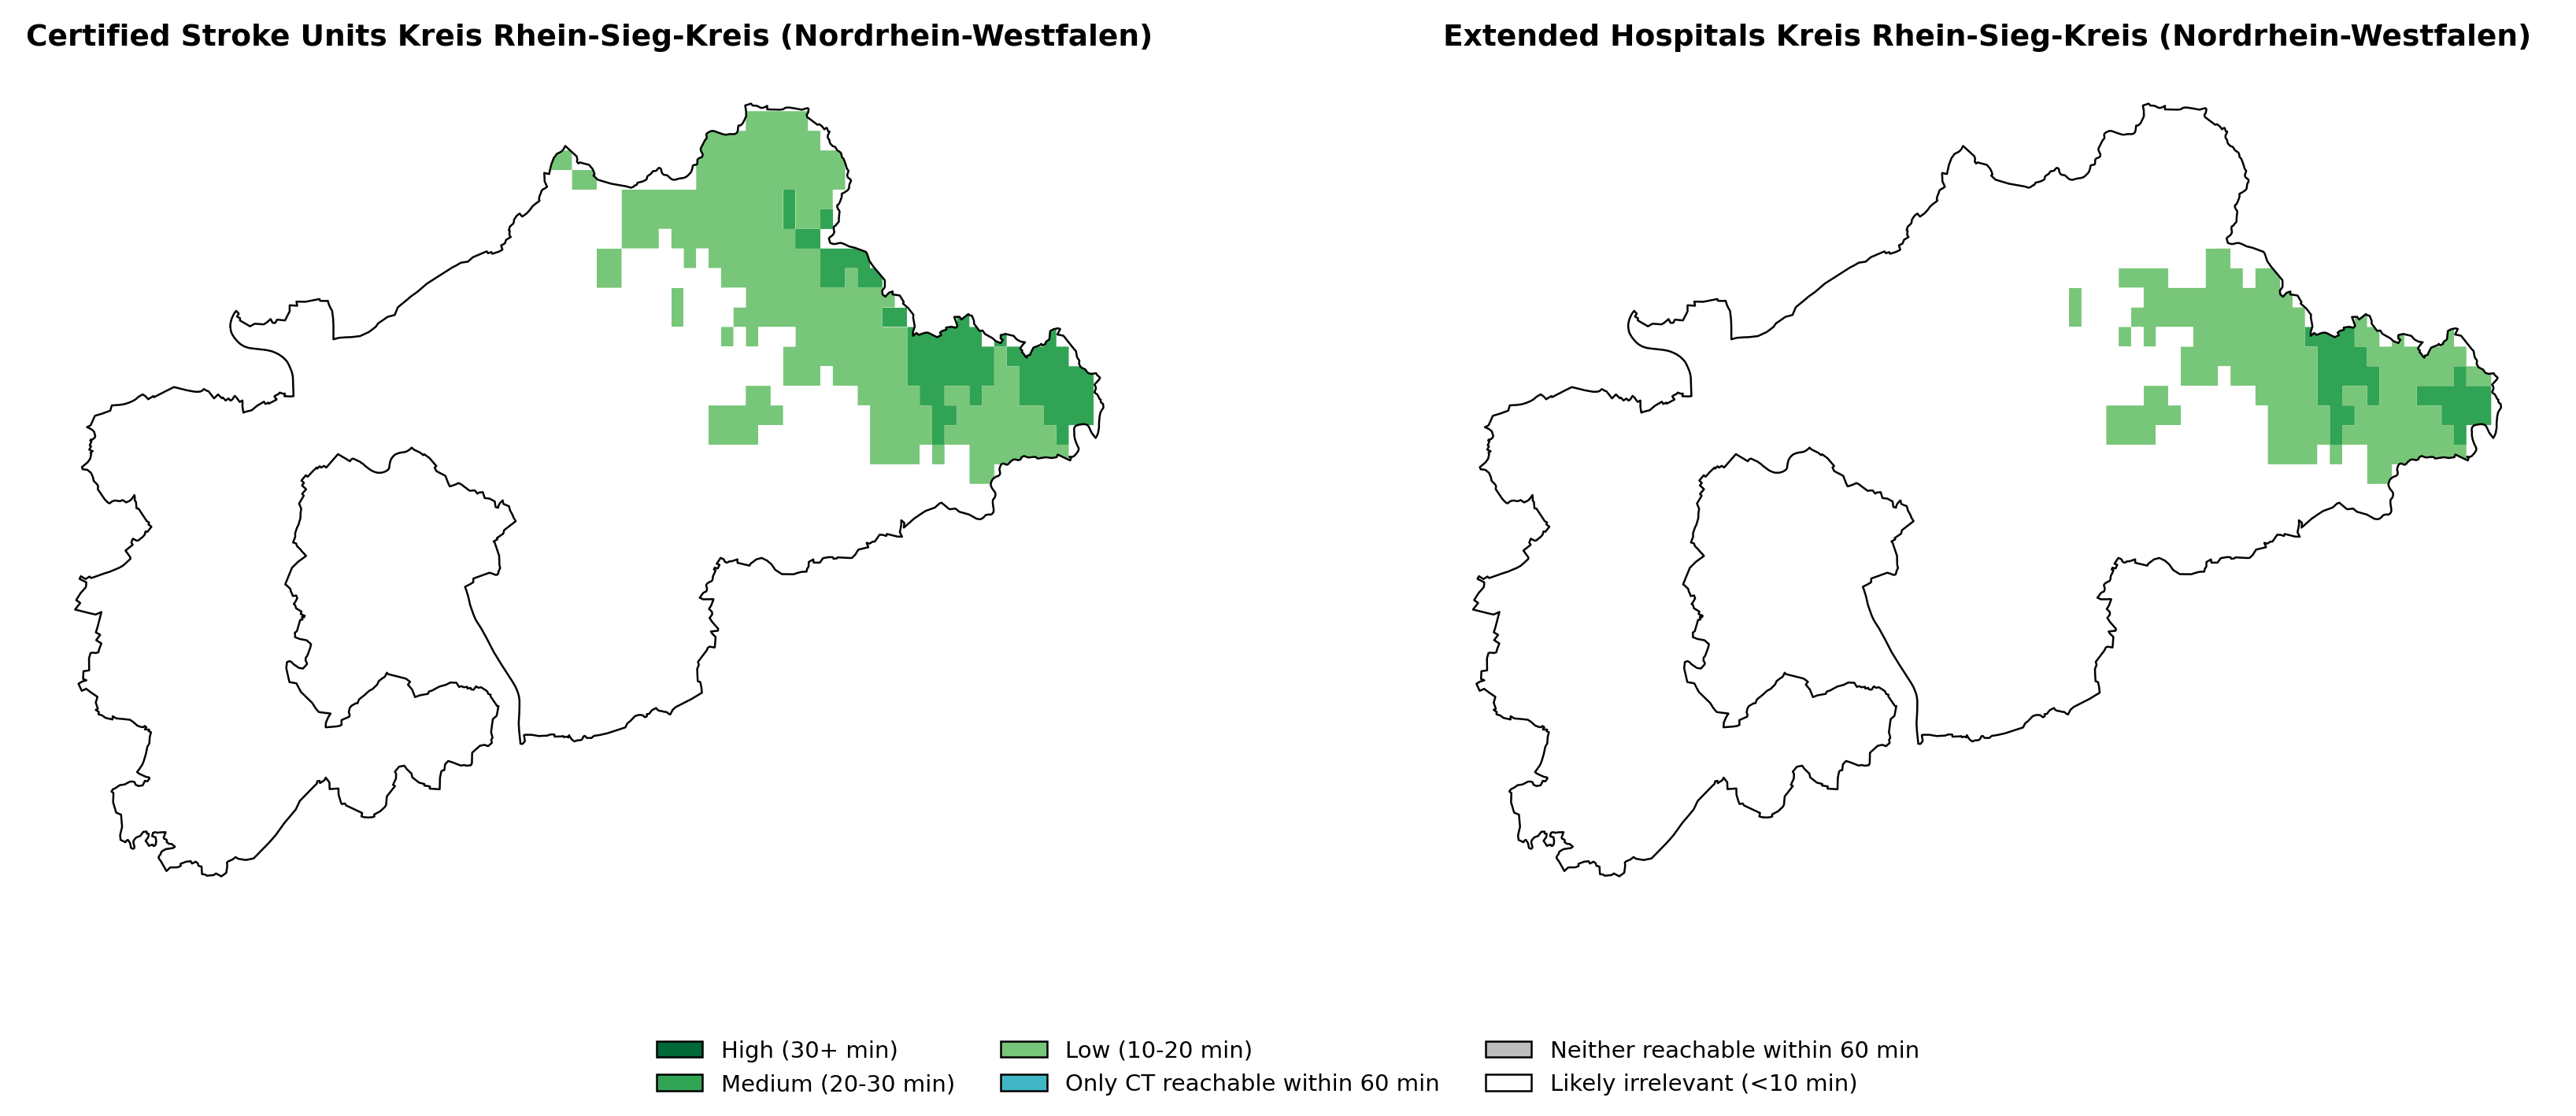 Certified Stroke Units Kreis Rhein-Sieg-Kreis (Nordrhein-Westfalen)
Extended Hospitals Kreis Rhein-Sieg-Kreis (Nordrhein-Westfalen)
High (30+ min)
Medium (20-30 min)
Low (10-20 min)
Only CT reachable within 60 min
Neither reachable within 60 min
Likely irrelevant (<10 min)